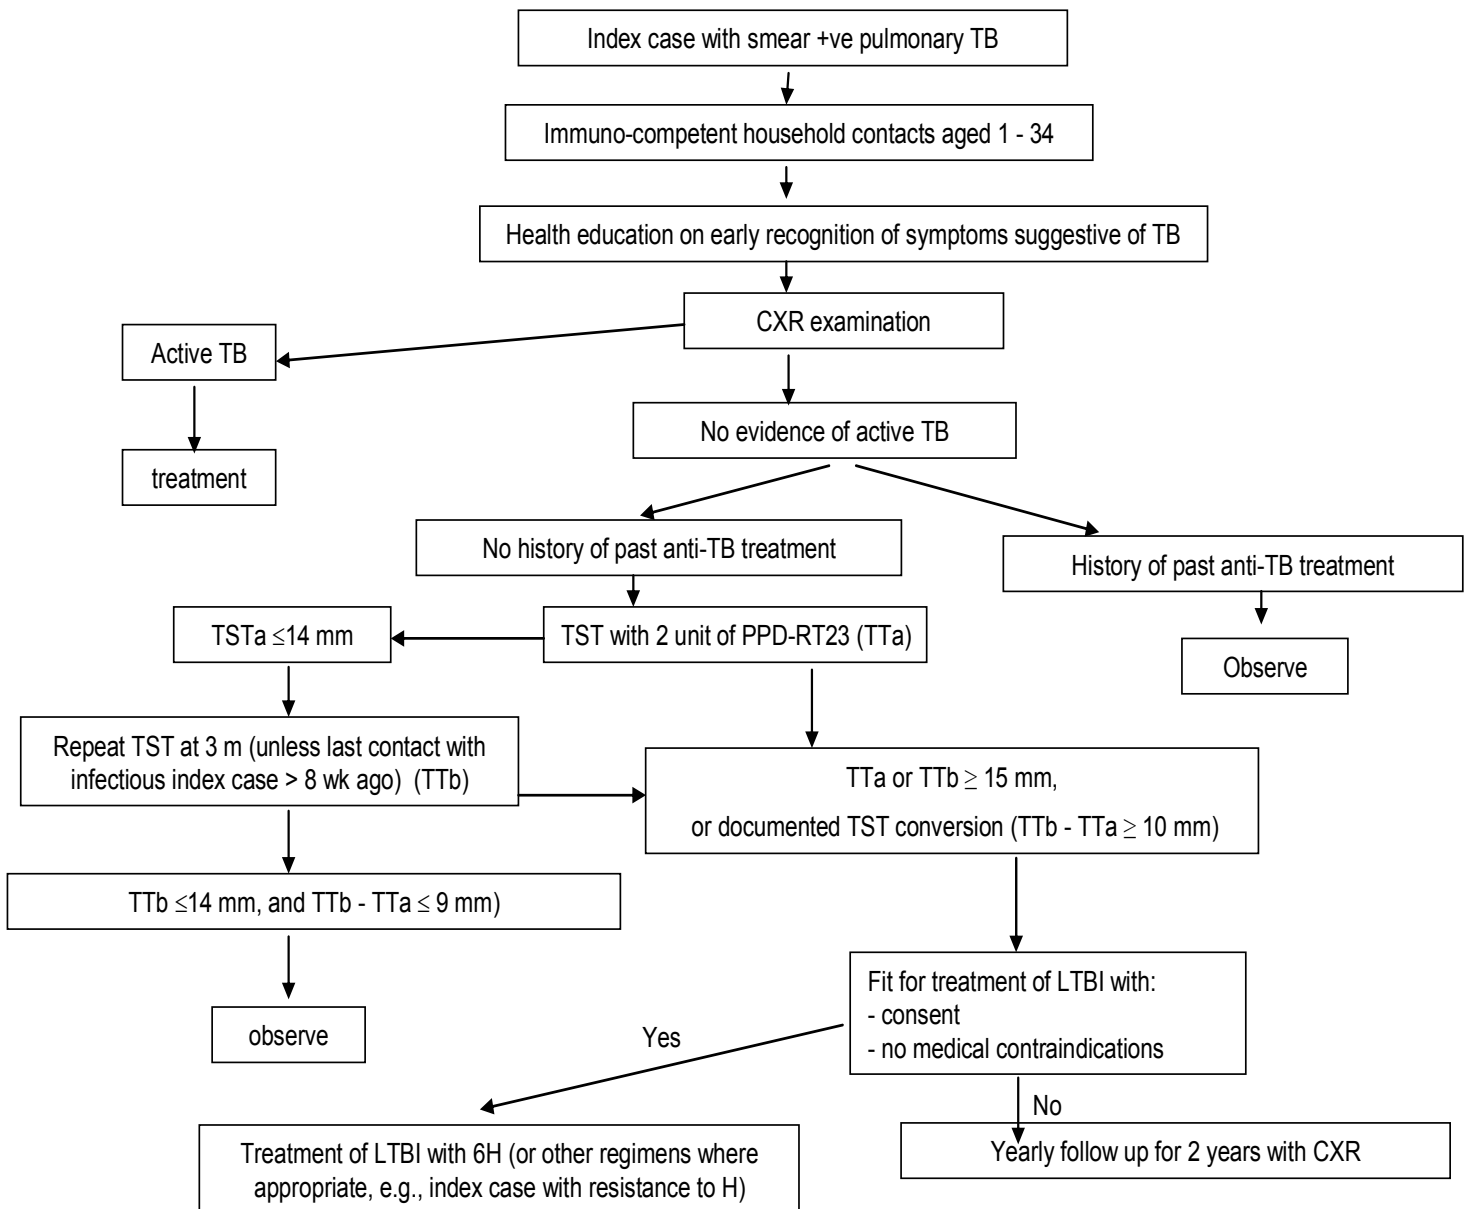 Index case with smear +ve pulmonary TB
Immuno-competent household contacts aged 1 - 34
Health education on early recognition of symptoms suggestive of TB
CXR examination
Active TB
treatment
No evidence of active TB
No history of past anti-TB treatment
History of past anti-TB treatment
Observe
TST with 2 unit of PPD-RT23 (TTa)
TSTa ≤14 mm
Repeat TST at 3 m (unless last contact with
infectious index case > 8 wk ago)  (TTb)
TTa or TTb ≥ 15 mm,
or documented TST conversion (TTb - TTa ≥ 10 mm)
TTb ≤14 mm, and TTb - TTa ≤ 9 mm)
observe
Fit for treatment of LTBI with:
- consent
- no medical contraindications
Yes
No
Treatment of LTBI with 6H (or other regimens where
appropriate, e.g., index case with resistance to H)
Yearly follow up for 2 years with CXR